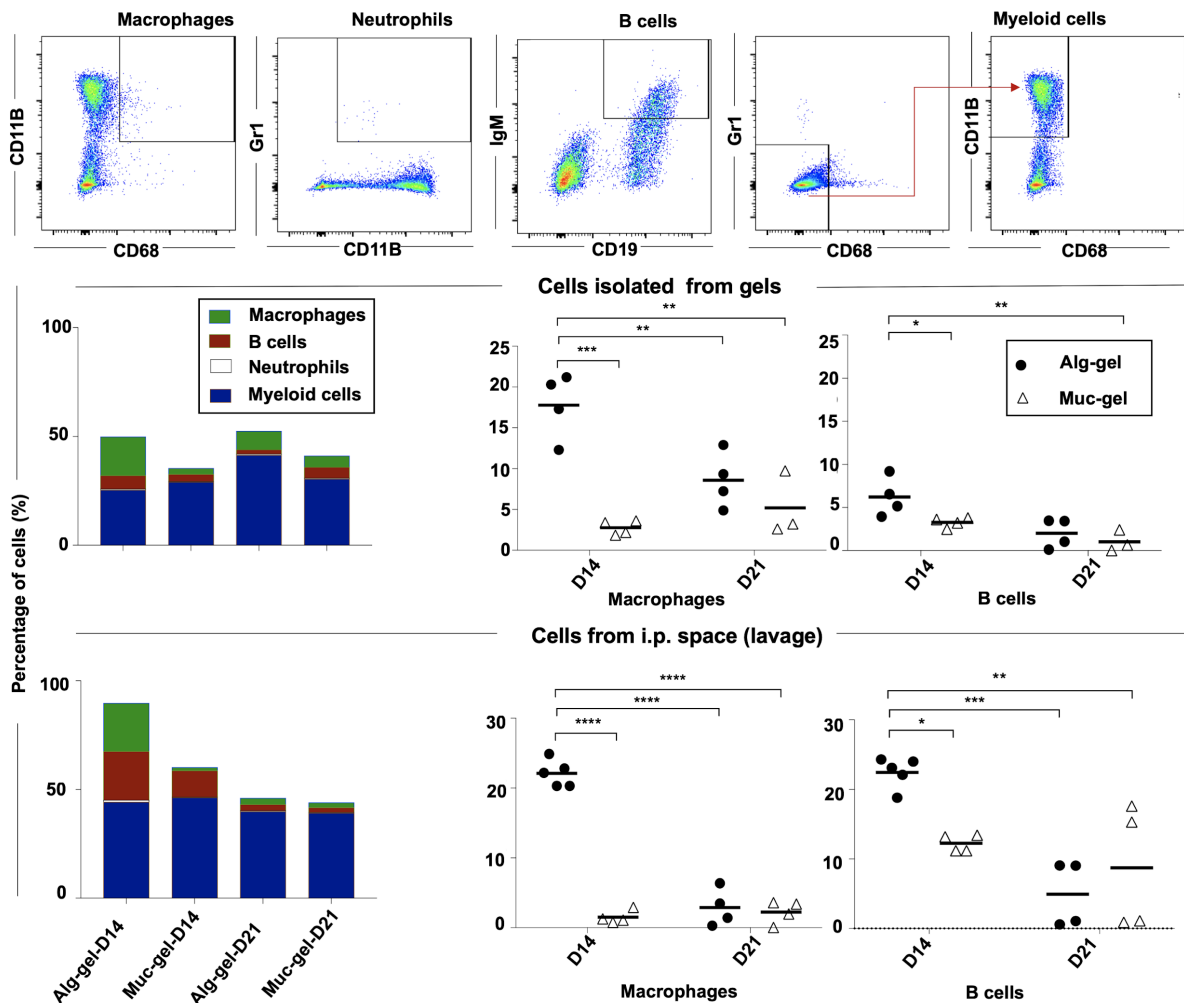 Macrophages
Neutrophils
B cells
Myeloid cells
CD11B
CD68
Gr1
CD11B
IgM
CD19
Gr1
CD68
CD11B
CD68
Percentage of cells (%)
Cells isolated from gels
100
50
0
Macrophages
B cells
Neutrophils
Myeloid cells
25
20
15
10
5
0
**
**
***
D14
D21
Macrophages
25
20
15
10
5
0
**
*
Alg-gel
Muc-gel
D14
D21
B cells
Cells from i.p. space (lavage)
100
50
0
Alg-gel-D14
Muc-gel-D14
Alg-gel-D21
Muc-gel-D21
30
20
10
0
****
****
****
D14
D21
Macrophages
30
20
10
0
**
***
*
D14
D21
B cells